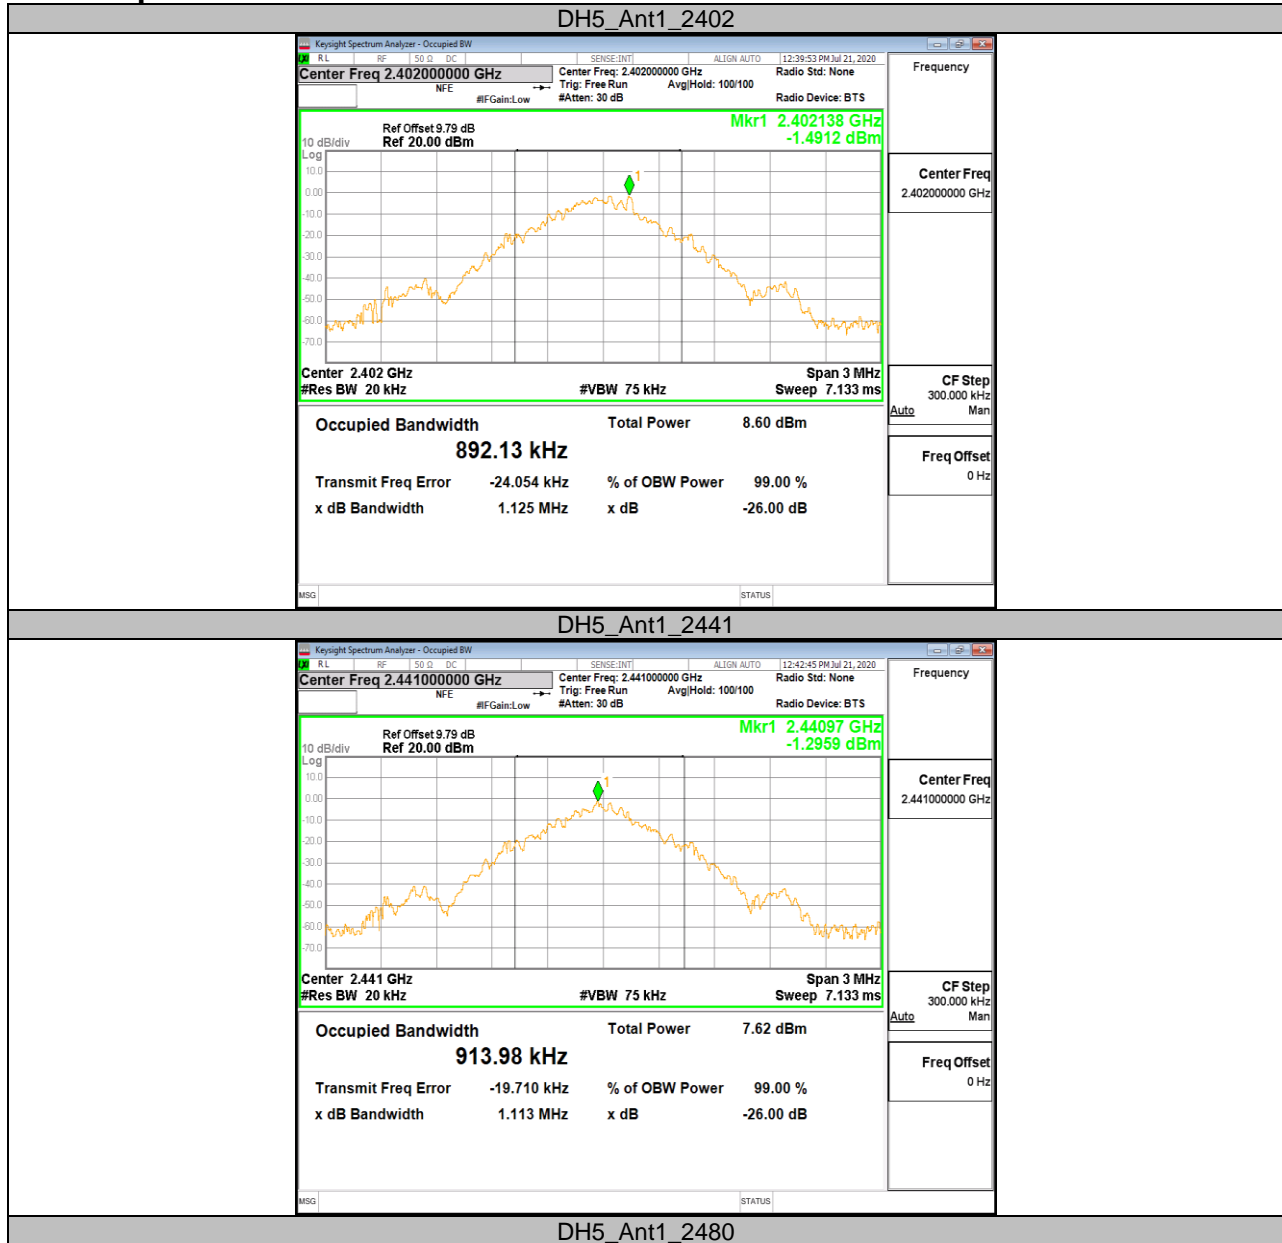 DH5_Ant1_2402
Keysight Spectrum Analyzer - Occupied BW
RL RF 50 Ω DC SENSE:INT ALIGN AUTO 12:39:53 PM Jul 21, 2020
Center Freq 2.402000000 GHz Center Freq: 2.402000000 GHz Radio Std: None
NFE Trig: Free Run Avg|Hold: 100/100
#IFGain:Low #Atten: 30 dB Radio Device: BTS
Frequency
Mkr1 2.402138 GHz
Ref Offset 9.79 dB
-1.4912 dBm
10 dB/div Ref 20.00 dBm
Log
10.0
1
0.00
-10.0
-20.0
-30.0
-40.0
-50.0
-60.0
-70.0
Center Freq
2.402000000 GHz
Center 2.402 GHz Span 3 MHz
#Res BW 20 kHz #VBW 75 kHz Sweep 7.133 ms
CF Step
300.000 kHz
Auto Man
Occupied Bandwidth Total Power 8.60 dBm
892.13 kHz
Freq Offset
0 Hz
Transmit Freq Error -24.054 kHz % of OBW Power 99.00 %
x dB Bandwidth 1.125 MHz x dB -26.00 dB
MSG STATUS
DH5_Ant1_2441
Keysight Spectrum Analyzer - Occupied BW
RL RF 50 Ω DC SENSE:INT ALIGN AUTO 12:42:45 PM Jul 21, 2020
Center Freq 2.441000000 GHz Center Freq: 2.441000000 GHz Radio Std: None
NFE Trig: Free Run Avg|Hold: 100/100
#IFGain:Low #Atten: 30 dB Radio Device: BTS
Frequency
Mkr1 2.44097 GHz
Ref Offset 9.79 dB
-1.2959 dBm
10 dB/div Ref 20.00 dBm
Log
10.0
1
0.00
-10.0
-20.0
-30.0
-40.0
-50.0
-60.0
-70.0
Center Freq
2.441000000 GHz
Center 2.441 GHz Span 3 MHz
#Res BW 20 kHz #VBW 75 kHz Sweep 7.133 ms
CF Step
300.000 kHz
Auto Man
Occupied Bandwidth Total Power 7.62 dBm
913.98 kHz
Freq Offset
0 Hz
Transmit Freq Error -19.710 kHz % of OBW Power 99.00 %
x dB Bandwidth 1.113 MHz x dB -26.00 dB
MSG STATUS
DH5_Ant1_2480